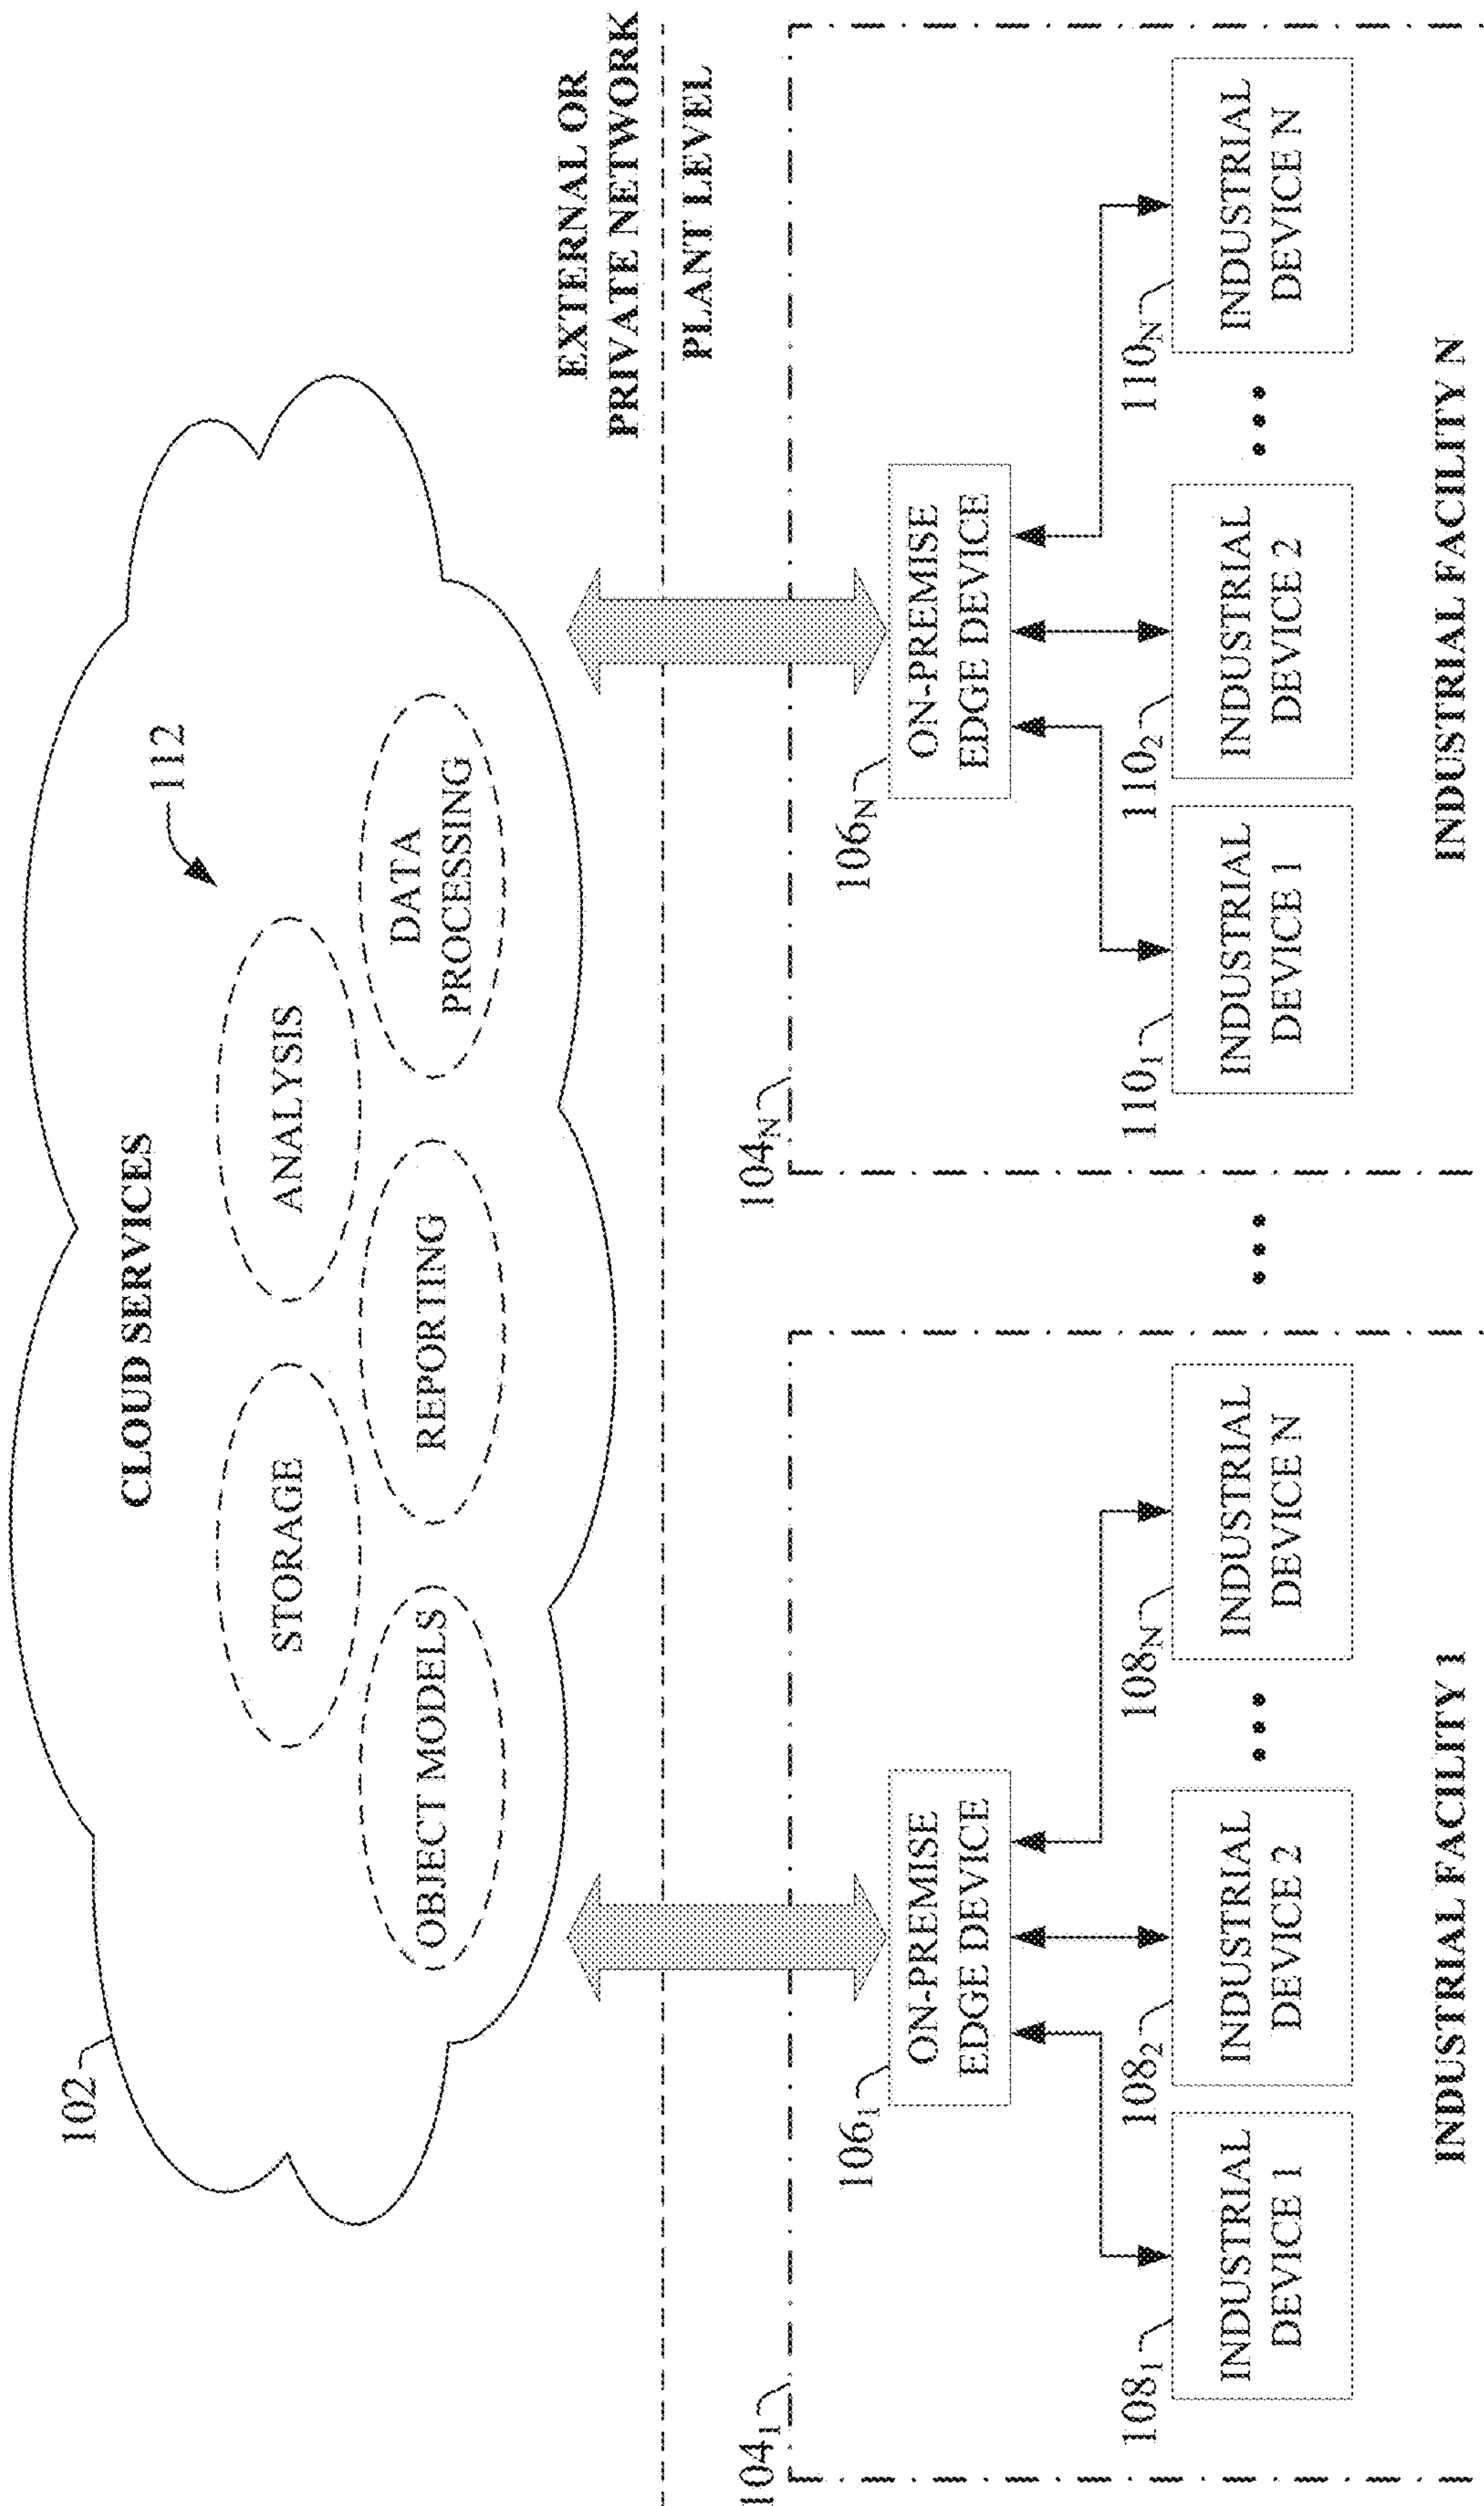 102
CLOUD SERVICES
112
STORAGE
ANALYSIS
OBJECT MODELS
REPORTING
DATA
PROCESSING
EXTERNAL OR
PRIVATE NETWORK
PLANT LEVEL
104₁
104N
106₁
ON-PREMISE
EDGE DEVICE
106N
ON-PREMISE
EDGE DEVICE
108₁
108₂
108N
110₁
110₂
110N
INDUSTRIAL
DEVICE 1
INDUSTRIAL
DEVICE 2
•••
INDUSTRIAL
DEVICE N
•••
INDUSTRIAL
DEVICE 1
INDUSTRIAL
DEVICE 2
•••
INDUSTRIAL
DEVICE N
INDUSTRIAL FACILITY 1
INDUSTRIAL FACILITY N